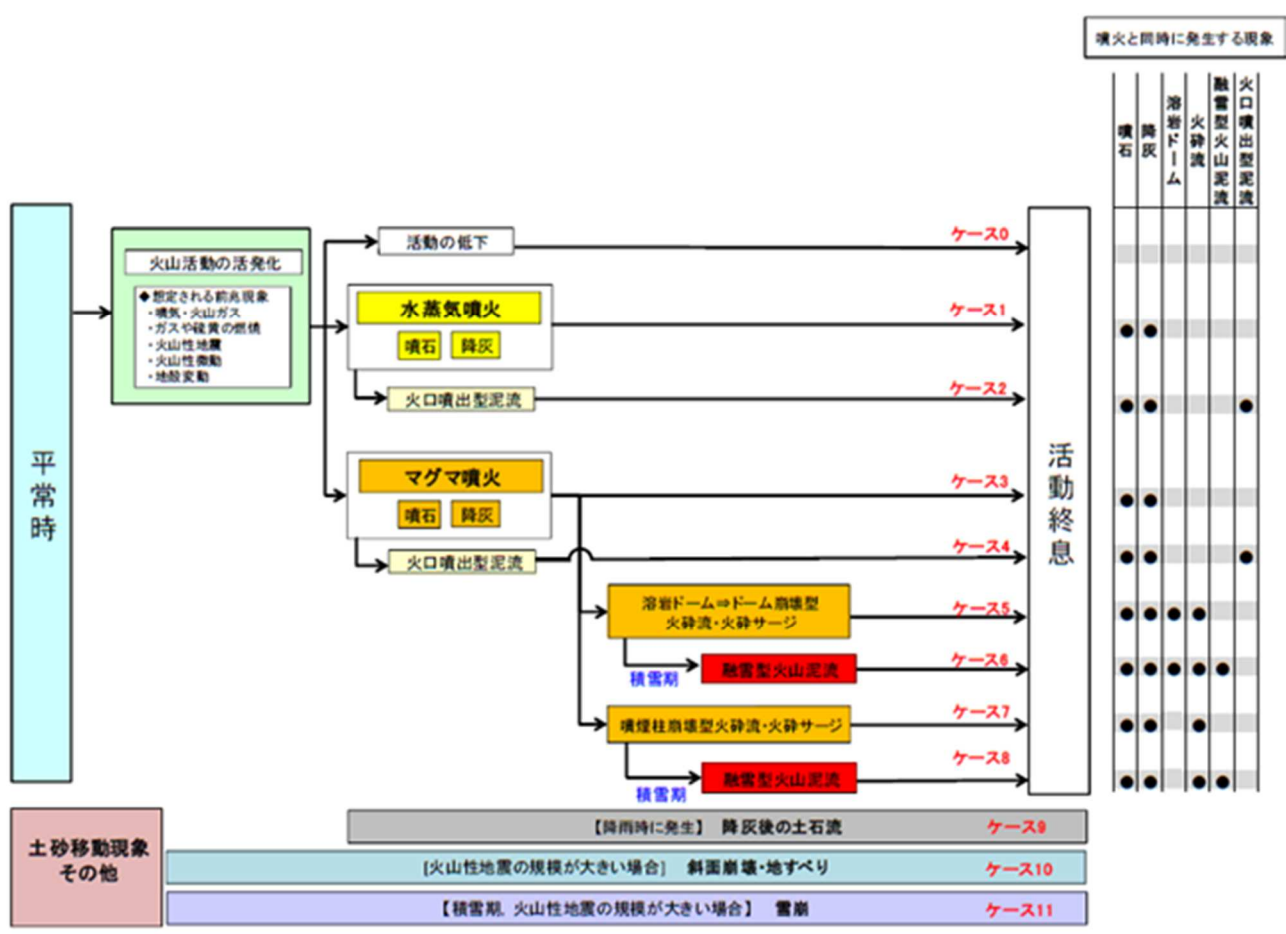 噴火と同時に発生する現象
噴石
降灰
溶岩ドーム
火砕流
融雪型火山泥流
火口噴出型泥流
平常時
火山活動の活発化
◆想定される前兆現象
・噴気・火山ガス
・ガスや硫黄の燃焼
・火山性地震
・火山性微動
・地殻変動
活動の低下
ケース0
水蒸気噴火
噴石
降灰
ケース1
火口噴出型泥流
ケース2
マグマ噴火
噴石
降灰
ケース3
火口噴出型泥流
ケース4
溶岩ドーム⇒ドーム崩壊型
火砕流・火砕サージ
ケース5
積雪期
融雪型火山泥流
ケース6
噴煙柱崩壊型火砕流・火砕サージ
ケース7
積雪期
融雪型火山泥流
ケース8
活動終息
土砂移動現象
その他
【降雨時に発生】 降灰後の土石流
ケース9
[火山性地震の規模が大きい場合] 斜面崩壊・地すべり
ケース10
【積雪期, 火山性地震の規模が大きい場合】 雪崩
ケース11